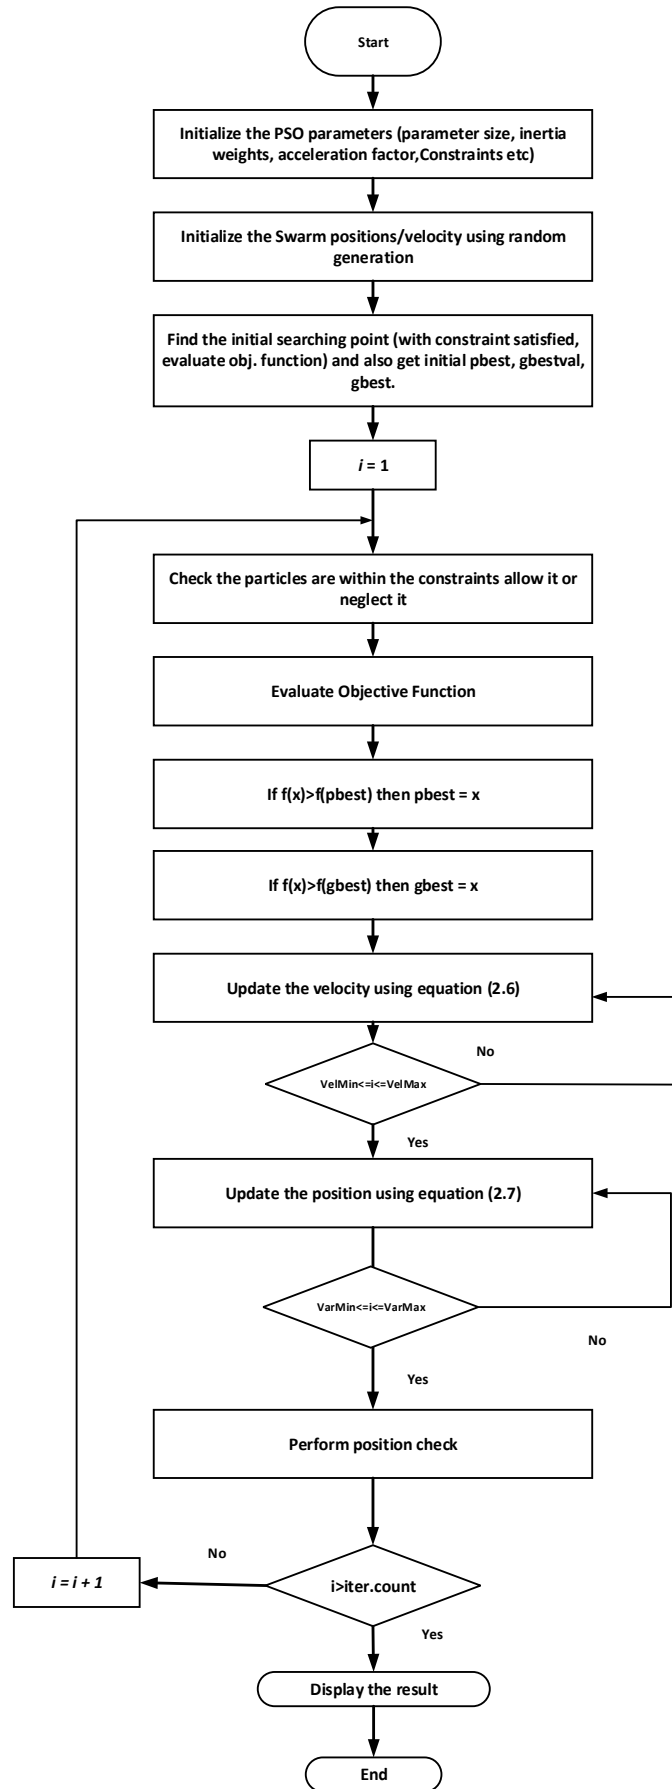 Start
Initialize the PSO parameters (parameter size, inertia
weights, acceleration factor,Constraints etc)
Initialize the Swarm positions/velocity using random
generation
Find the initial searching point (with constraint satisfied,
evaluate obj. function) and also get initial pbest, gbestval,
gbest.
i = 1
Check the particles are within the constraints allow it or
neglect it
Evaluate Objective Function
If f(x)>f(pbest) then pbest = x
If f(x)>f(gbest) then gbest = x
Update the velocity using equation (2.6)
No
VelMin<=i<=VelMax
Yes
Update the position using equation (2.7)
VarMin<=i<=VarMax
No
Yes
Perform position check
No
i = i + 1
i>iter.count
Yes
Display the result
End